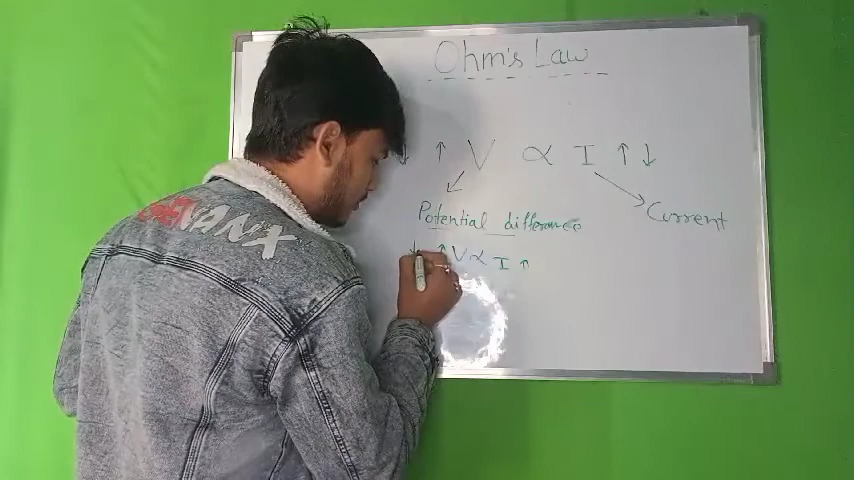 Ohm's Law
↓ ↑ V ∝ I ↑ ↓
Potential difference
Current
↓ ↑ V ∝ I ↑